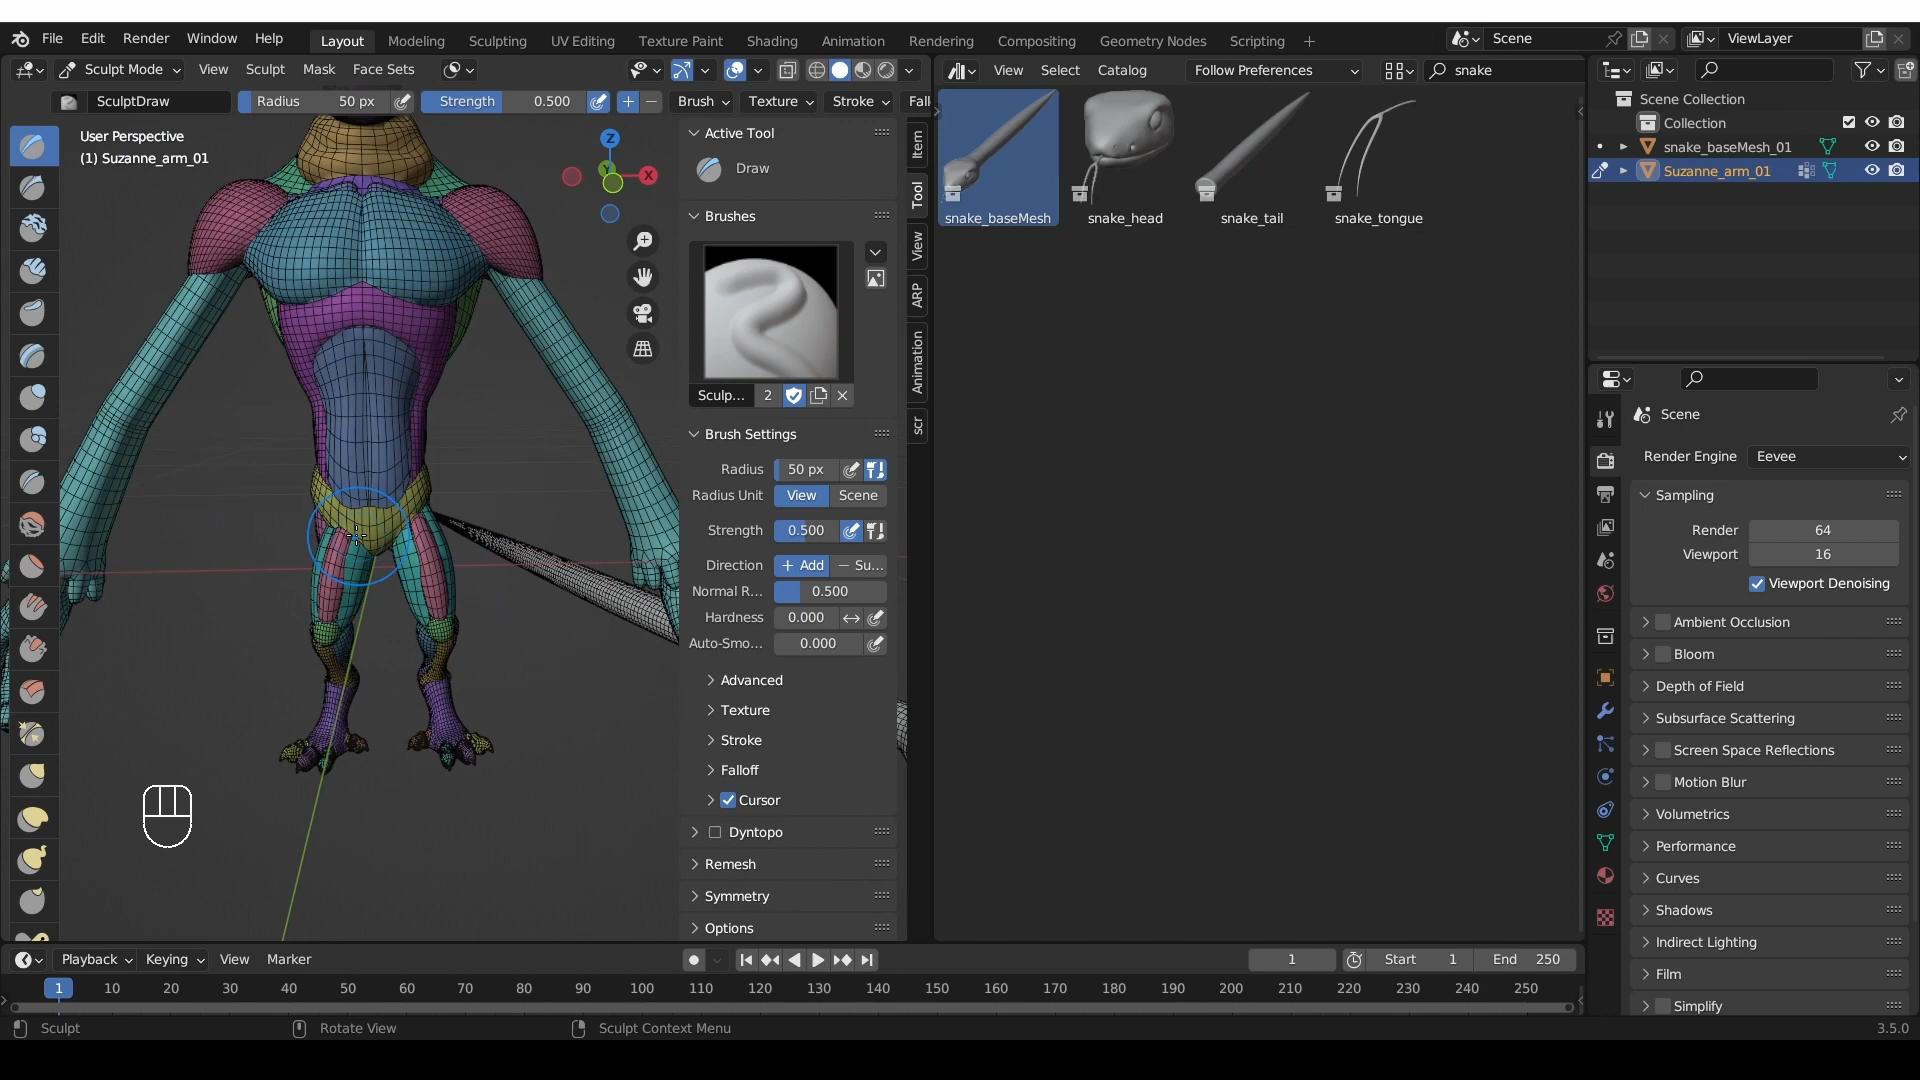 File Edit Render Window Help Layout Modeling Sculpting UV Editing Texture Paint Shading Animation Rendering Compositing Geometry Nodes Scripting + Scene ViewLayer
Sculpt Mode View Sculpt Mask Face Sets View Select Catalog Follow Preferences snake
SculptDraw Radius 50 px Strength 0.500 Brush Texture Stroke Fall
User Perspective
(1) Suzanne_arm_01
Z
X
Y
Active Tool
Draw
Brushes
Sculp... 2
Brush Settings
Radius 50 px
Radius Unit View Scene
Strength 0.500
Direction + Add − Su...
Normal R... 0.500
Hardness 0.000
Auto-Smo... 0.000
Advanced
Texture
Stroke
Falloff
Cursor
Dyntopo
Remesh
Symmetry
Options
Item
Tool
View
ARP
Animation
scr
snake_baseMesh snake_head snake_tail snake_tongue
Scene Collection
Collection
snake_baseMesh_01
Suzanne_arm_01
Scene
Render Engine Eevee
Sampling
Render 64
Viewport 16
Viewport Denoising
Ambient Occlusion
Bloom
Depth of Field
Subsurface Scattering
Screen Space Reflections
Motion Blur
Volumetrics
Performance
Curves
Shadows
Indirect Lighting
Film
Simplify
Playback Keying View Marker 1 Start 1 End 250
1 10 20 30 40 50 60 70 80 90 100 110 120 130 140 150 160 170 180 190 200 210 220 230 240 250
Sculpt Rotate View Sculpt Context Menu 3.5.0